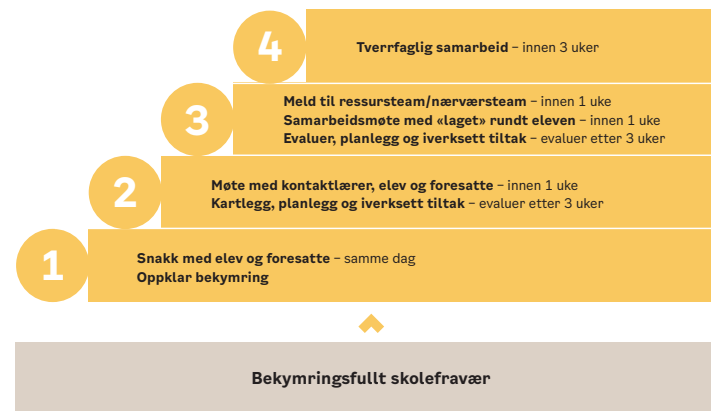 4
Tverrfaglig samarbeid – innen 3 uker
3
Meld til ressursteam/nærværsteam – innen 1 uke
Samarbeidsmøte med «laget» rundt eleven – innen 1 uke
Evaluer, planlegg og iverksett tiltak – evaluer etter 3 uker
2
Møte med kontaktlærer, elev og foresatte – innen 1 uke
Kartlegg, planlegg og iverksett tiltak – evaluer etter 3 uker
1
Snakk med elev og foresatte – samme dag
Oppklar bekymring
Bekymringsfullt skolefravær